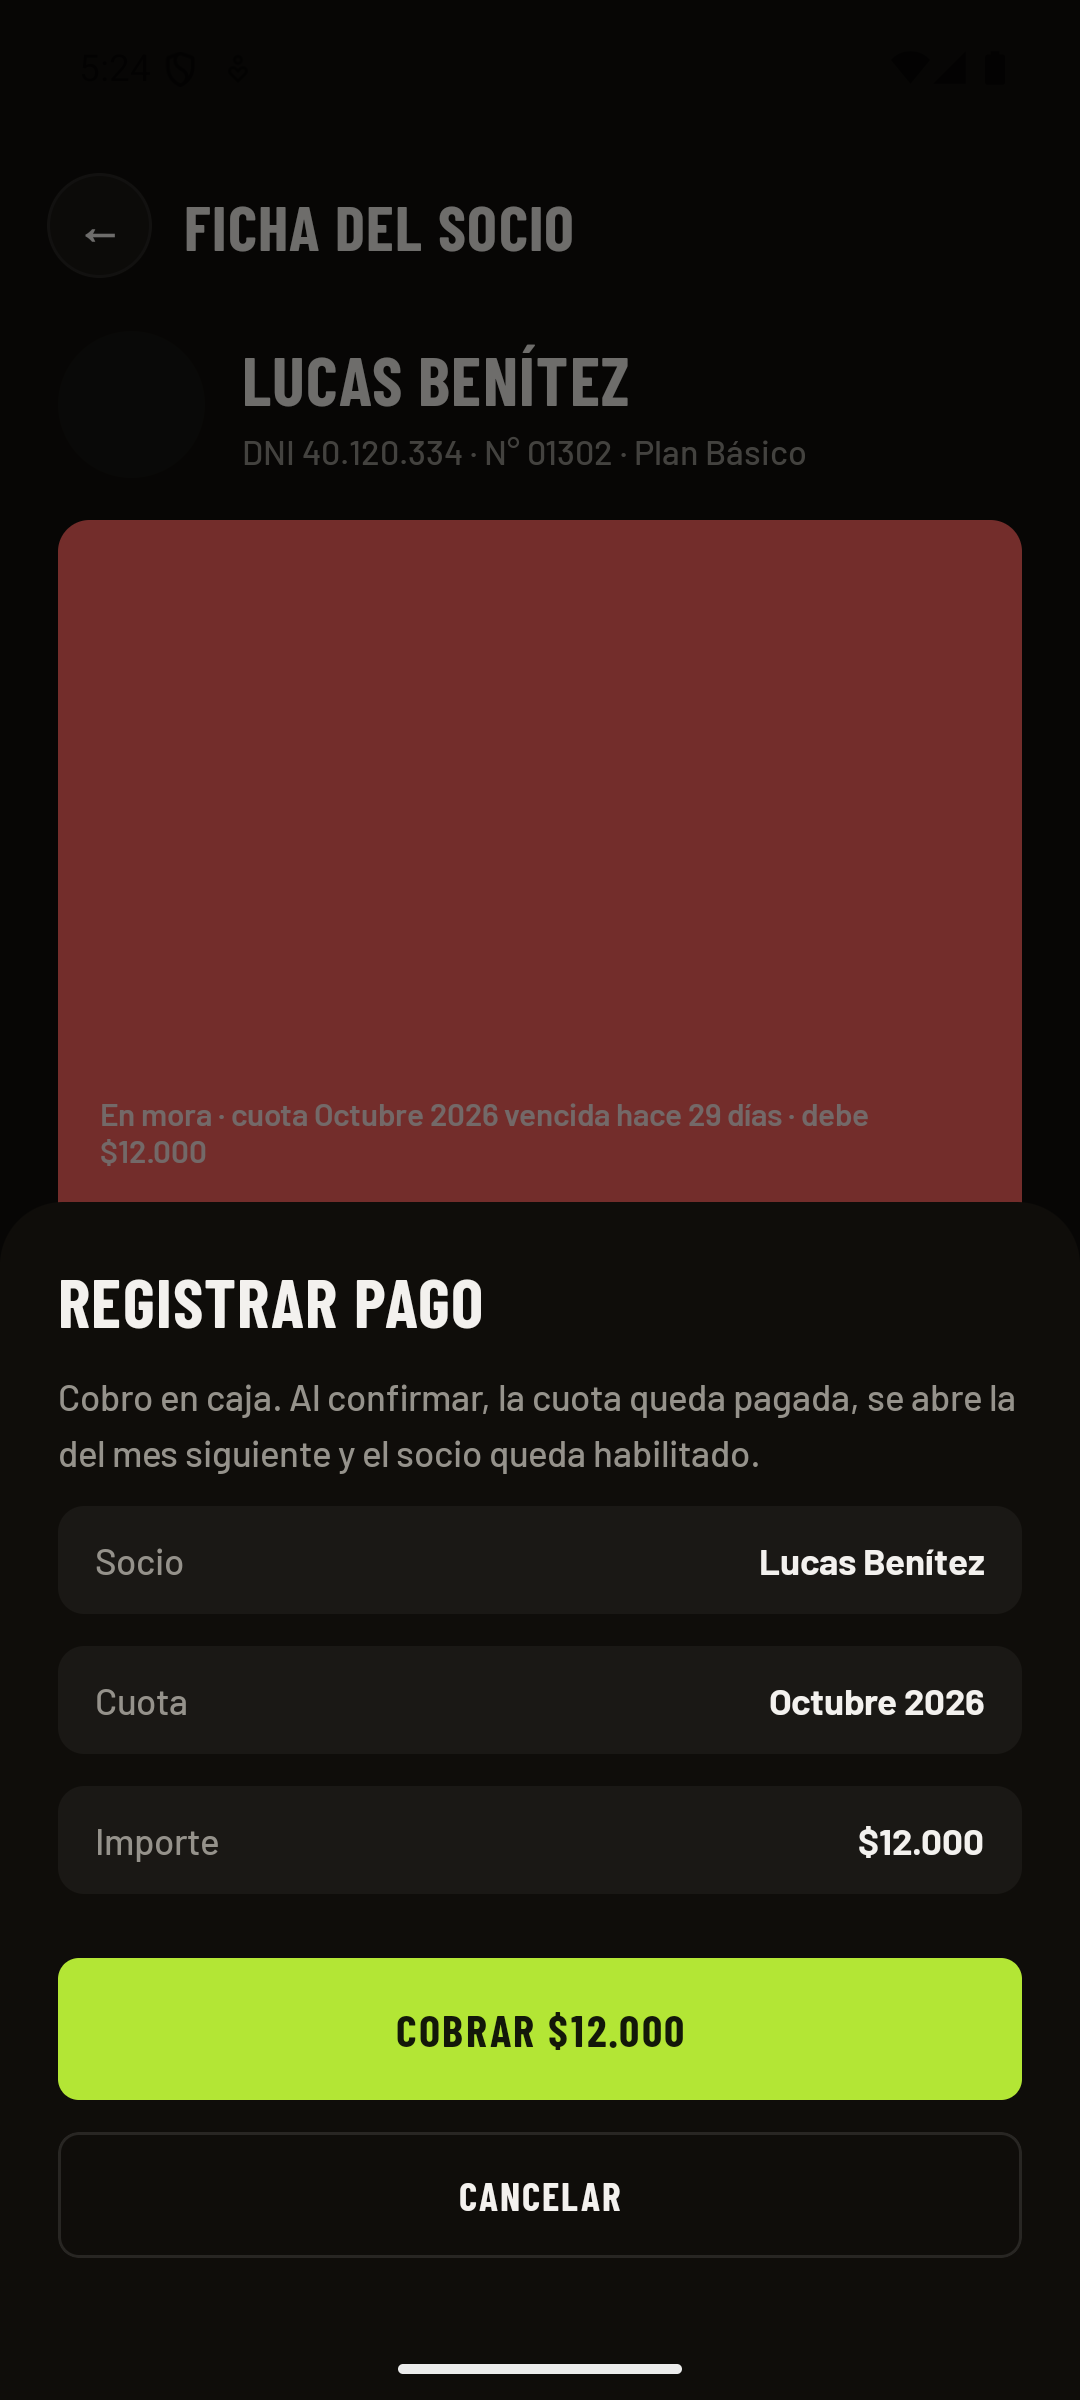 5:24
←
FICHA DEL SOCIO
LUCAS BENÍTEZ
DNI 40.120.334 · N° 01302 · Plan Básico
En mora · cuota Octubre 2026 vencida hace 29 días · debe
$12.000
REGISTRAR PAGO
Cobro en caja. Al confirmar, la cuota queda pagada, se abre la
del mes siguiente y el socio queda habilitado.
Socio Lucas Benítez
Cuota Octubre 2026
Importe $12.000
COBRAR $12.000
CANCELAR